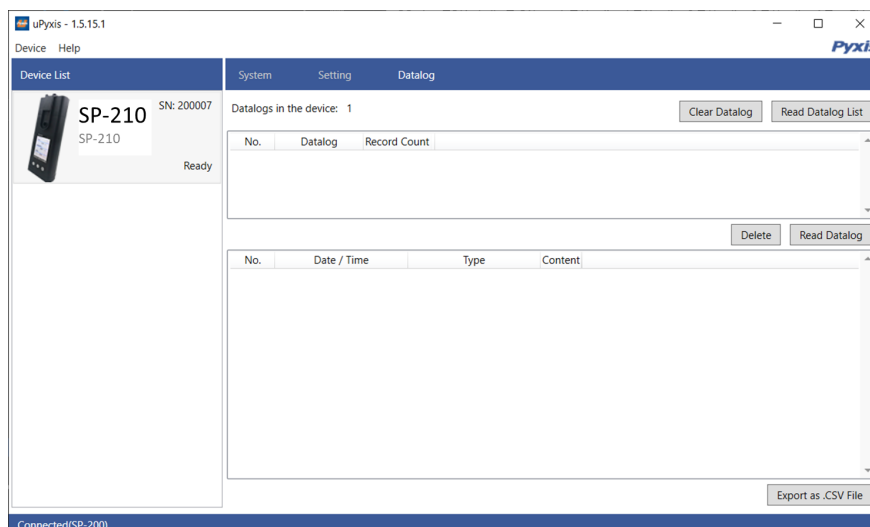 uPyxis - 1.5.15.1
Device Help
Pyxis
Device List
System Setting Datalog
SP-210
SP-210
SN: 200007
Ready
Datalogs in the device: 1
Clear Datalog Read Datalog List
No. Datalog Record Count
Delete Read Datalog
No. Date / Time Type Content
Export as .CSV File
Connected(SP-200)